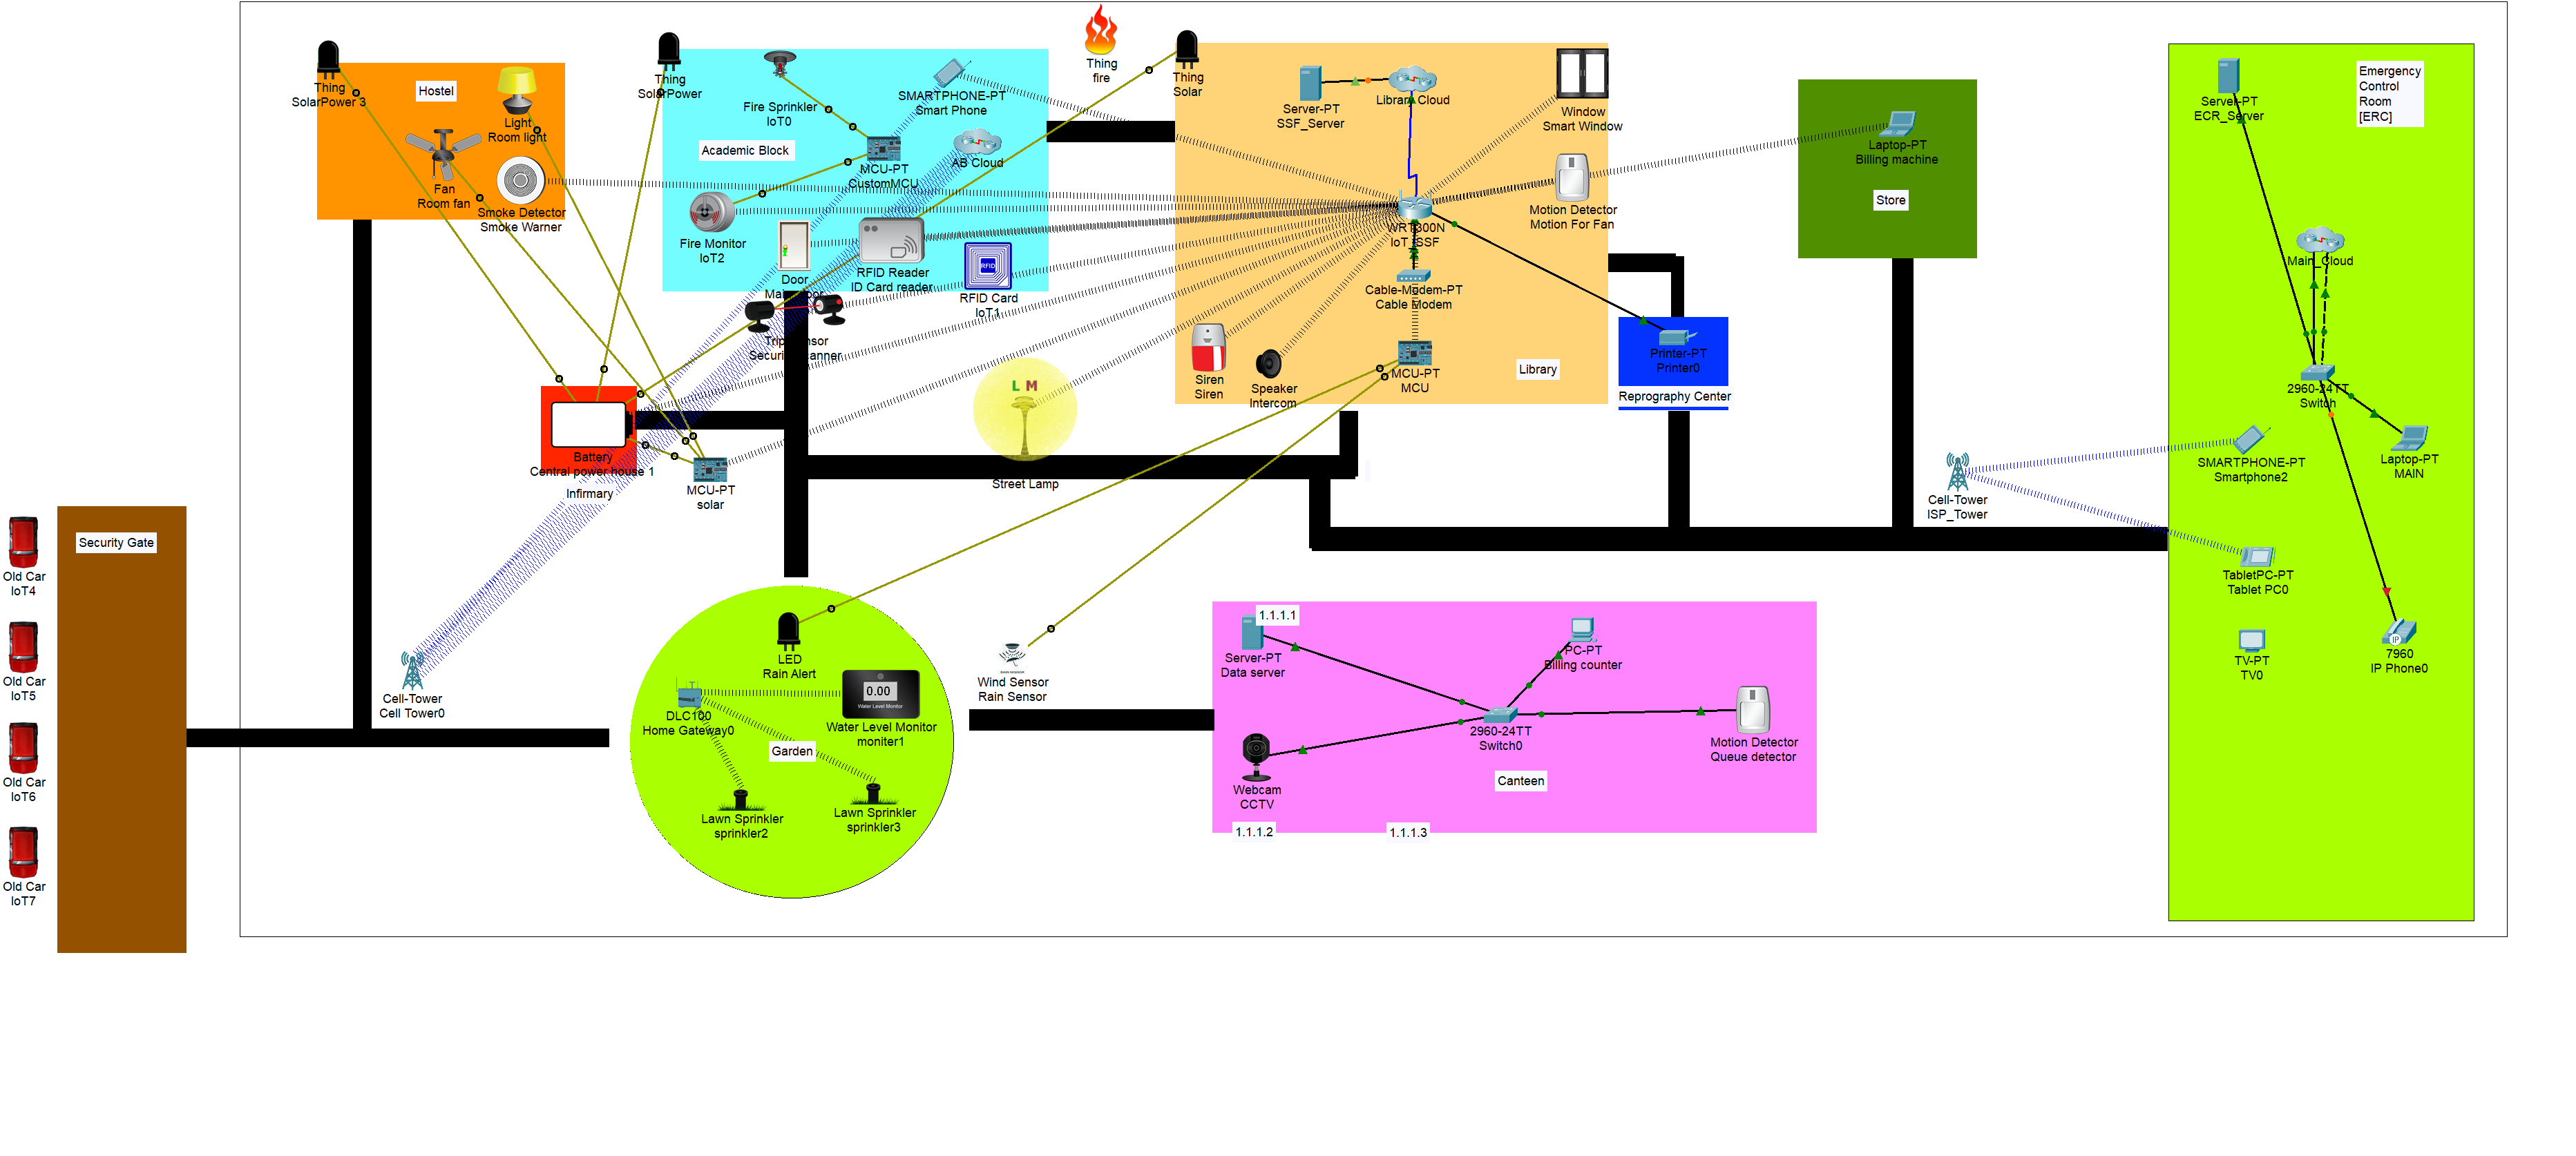 Thing
SolarPower 3
Hostel
Light
Room light
Fan
Room fan
Smoke Detector
Smoke Warner
Thing
SolarPower
Fire Sprinkler
IoT0
SMARTPHONE-PT
Smart Phone
Academic Block
MCU-PT
CustomMCU
AB Cloud
Fire Monitor
IoT2
Door
Main Door
RFID Reader
ID Card reader
RFID
RFID Card
IoT1
Trip Sensor
Security Scanner
Thing
fire
Thing
Solar
Server-PT
SSF_Server
Library Cloud
Window
Smart Window
Motion Detector
Motion For Fan
WRT300N
IoT_SSF
Cable-Modem-PT
Cable Modem
Siren
Siren
Speaker
Intercom
MCU-PT
MCU
Library
Printer-PT
Printer0
Reprography Center
Laptop-PT
Billing machine
Store
Emergency
Control
Room
[ERC]
Server-PT
ECR_Server
Main_Cloud
2960-24TT
Switch
SMARTPHONE-PT
Smartphone2
Laptop-PT
MAIN
Cell-Tower
ISP_Tower
TabletPC-PT
Tablet PC0
TV-PT
TV0
IP
7960
IP Phone0
Battery
Central power house 1
Infirmary
MCU-PT
solar
L M
Street Lamp
Security Gate
Old Car
IoT4
Old Car
IoT5
Old Car
IoT6
Old Car
IoT7
Cell-Tower
Cell Tower0
LED
Rain Alert
DLC100
Home Gateway0
0.00
Water Level Monitor
Water Level Monitor
moniter1
Garden
Lawn Sprinkler
sprinkler2
Lawn Sprinkler
sprinkler3
Wind Sensor
Rain Sensor
1.1.1.1
Server-PT
Data server
PC-PT
Billing counter
2960-24TT
Switch0
Motion Detector
Queue detector
Webcam
CCTV
Canteen
1.1.1.2
1.1.1.3